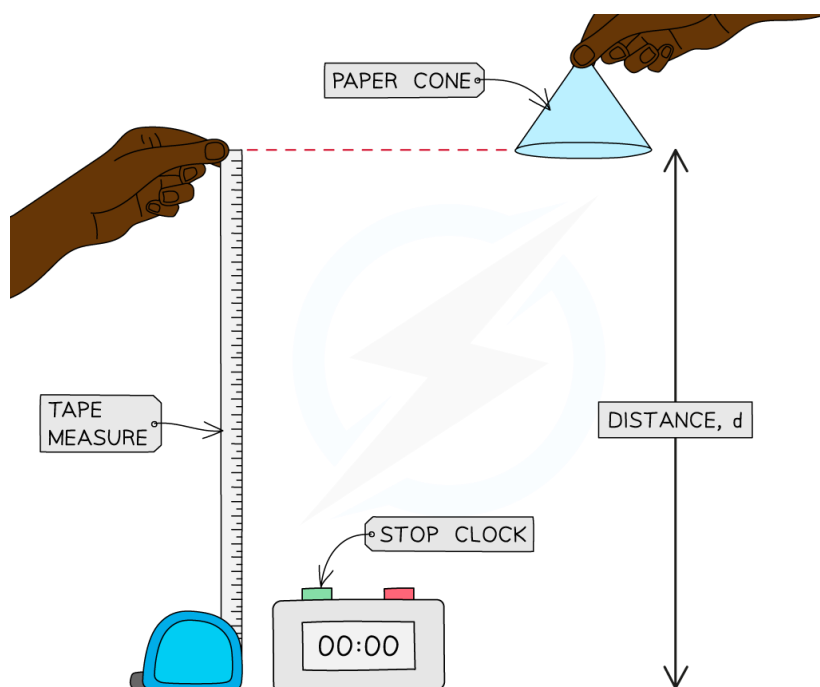 PAPER CONE
TAPE
MEASURE
DISTANCE, d
STOP CLOCK
00:00